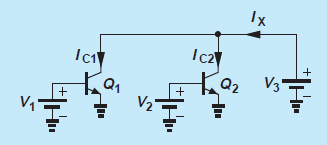 I_X
I_C1
I_C2
Q_1
Q_2
V_1
V_2
V_3
+
−
+
−
+
−